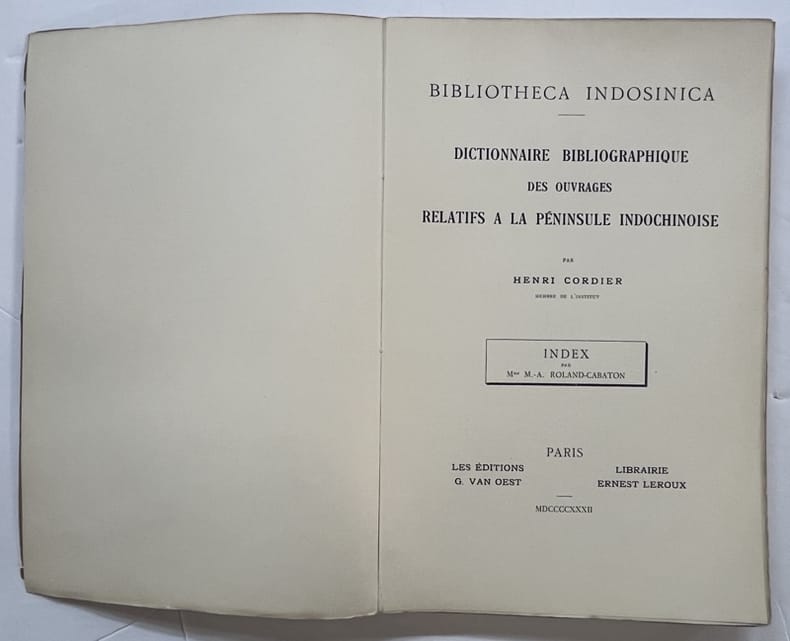 BIBLIOTHECA INDOSINICA
DICTIONNAIRE BIBLIOGRAPHIQUE
DES OUVRAGES
RELATIFS A LA PÉNINSULE INDOCHINOISE
PAR
HENRI CORDIER
MEMBRE DE L'INSTITUT
INDEX
PAR
Mme M.-A. ROLAND-CABATON
PARIS
LES ÉDITIONS
G. VAN OEST
LIBRAIRIE
ERNEST LEROUX
MDCCCCXXXII